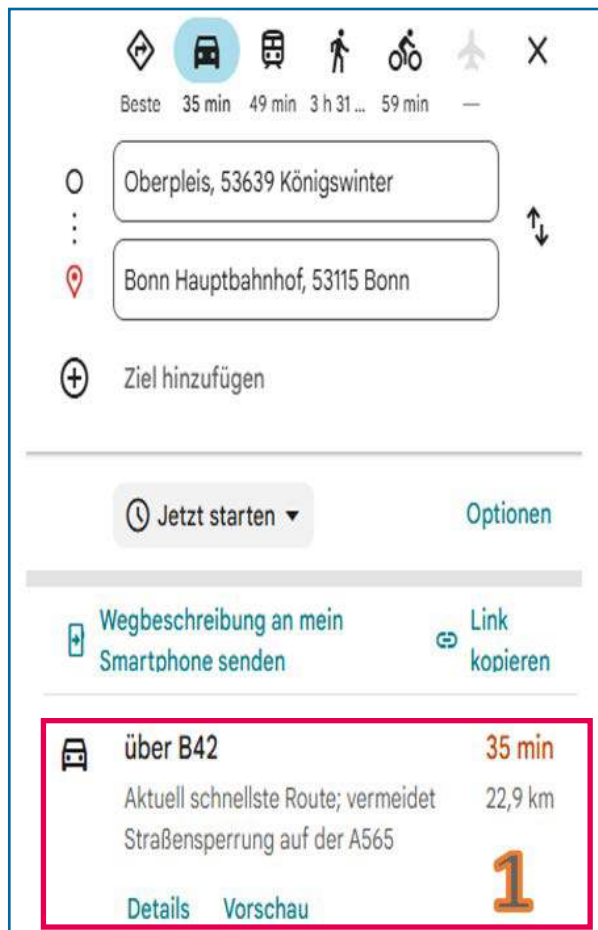 Beste 35 min 49 min 3 h 31 ... 59 min —
Oberpleis, 53639 Königswinter
Bonn Hauptbahnhof, 53115 Bonn
Ziel hinzufügen
Jetzt starten
Optionen
Wegbeschreibung an mein
Smartphone senden
Link
kopieren
über B42 35 min
Aktuell schnellste Route; vermeidet 22,9 km
Straßensperrung auf der A565
1
Details Vorschau